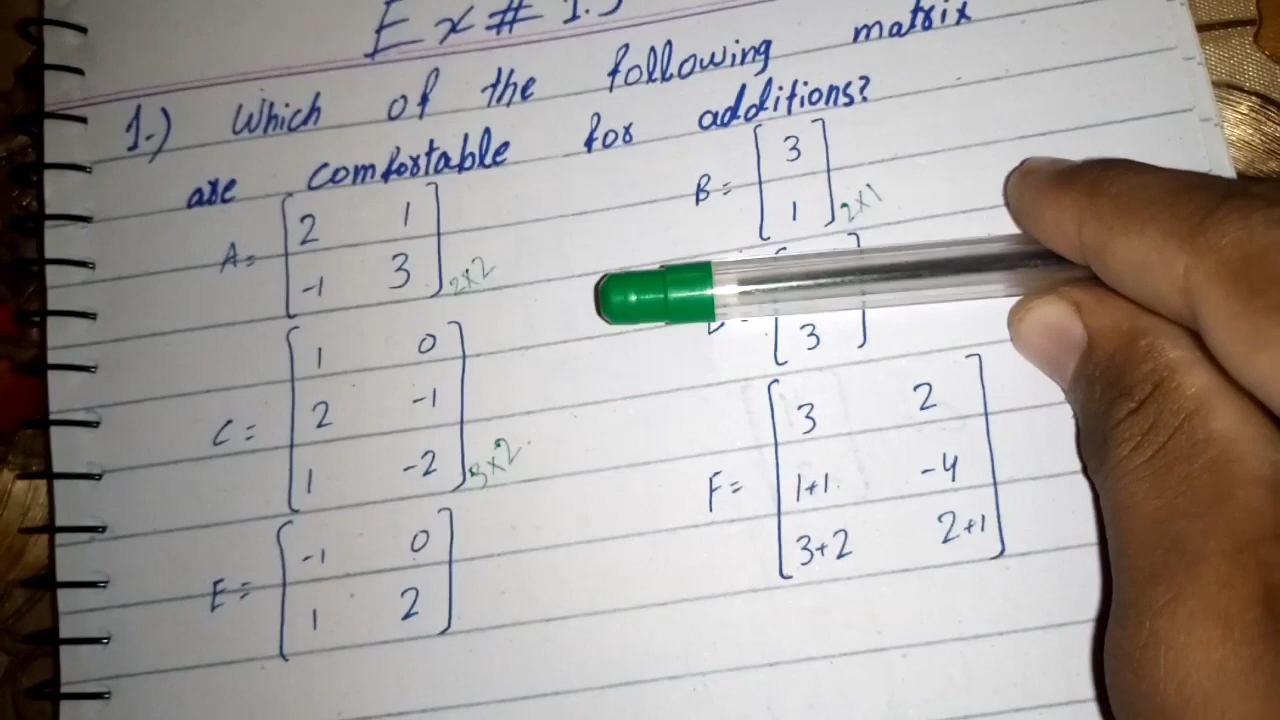 Ex# 1.3
1.) Which of the following matrix
are comfortable for additions?
A= [2 1
-1 3] 2x2
B= [3
1] 2x1
C= [1 0
2 -1
1 -2] 3x2
3]
E= [-1 0
1 2]
F= [3 2
1+1 -4
3+2 2+1]